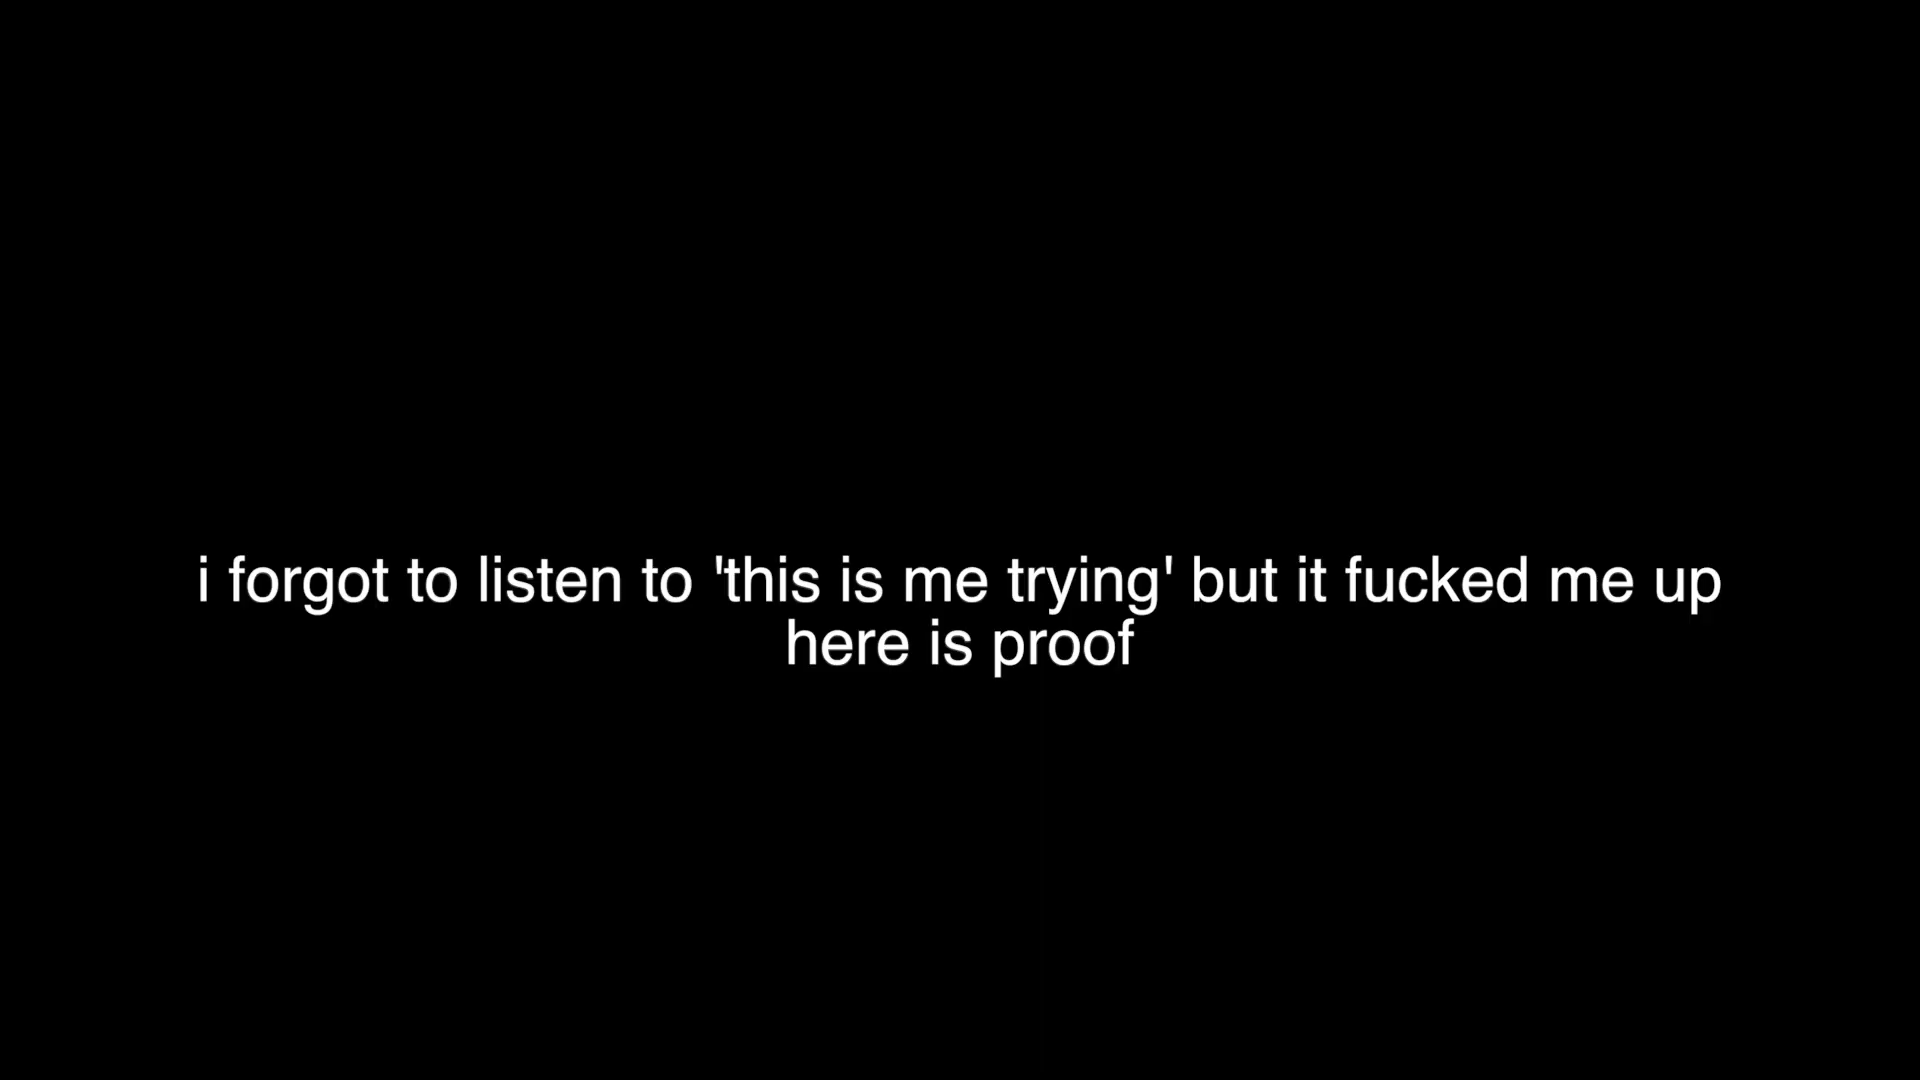 i forgot to listen to 'this is me trying' but it fucked me up
here is proof